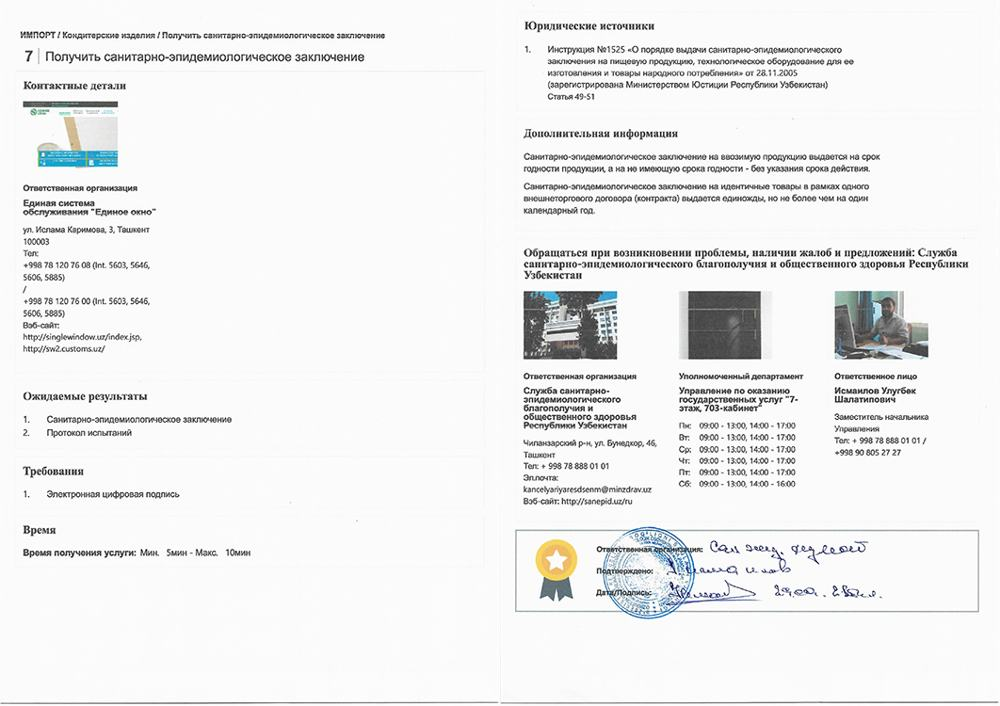 ИМПОРТ / Кондитерские изделия / Получить санитарно-эпидемиологическое заключение
7 Получить санитарно-эпидемиологическое заключение
Контактные детали
Ответственная организация
Единая система
обслуживания "Единое окно"
ул. Ислама Каримова, 3, Ташкент
100003
Тел:
+998 78 120 76 08 (Int. 5603, 5646,
5606, 5885)
/
+998 78 120 76 00 (Int. 5603, 5646,
5606, 5885)
Вэб-сайт:
http://singlewindow.uz/index.jsp,
http://sw2.customs.uz/
Ожидаемые результаты
1. Санитарно-эпидемиологическое заключение
2. Протокол испытаний
Требования
1. Электронная цифровая подпись
Время
Время получения услуги: Мин. 5мин - Макс. 10мин
Юридические источники
1. Инструкция №1525 «О порядке выдачи санитарно-эпидемиологического
заключения на пищевую продукцию, технологическое оборудование для ее
изготовления и товары народного потребления» от 28.11.2005
(зарегистрирована Министерством Юстиции Республики Узбекистан)
Статья 49-51
Дополнительная информация
Санитарно-эпидемиологическое заключение на ввозимую продукцию выдается на срок
годности продукции, а на не имеющую срока годности - без указания срока действия.
Санитарно-эпидемиологическое заключение на идентичные товары в рамках одного
внешнеторгового договора (контракта) выдается единожды, но не более чем на один
календарный год.
Обращаться при возникновении проблемы, наличии жалоб и предложений: Служба
санитарно-эпидемиологического благополучия и общественного здоровья Республики
Узбекистан
Ответственная организация
Служба санитарно-
эпидемиологического
благополучия и
общественного здоровья
Республики Узбекистан
Чиланзарский р-н, ул. Бунедкор, 46,
Ташкент
Тел: + 998 78 888 01 01
Эл.почта:
kancelyariyaresdsenm@minzdrav.uz
Вэб-сайт: http://sanepid.uz/ru
Уполномоченный департамент
Управление по оказанию
государственных услуг "7-
этаж, 703-кабинет"
Пн: 09:00 - 13:00, 14:00 - 17:00
Вт: 09:00 - 13:00, 14:00 - 17:00
Ср: 09:00 - 13:00, 14:00 - 17:00
Чт: 09:00 - 13:00, 14:00 - 17:00
Пт: 09:00 - 13:00, 14:00 - 17:00
Сб: 09:00 - 13:00, 14:00 - 16:00
Ответственное лицо
Исмаилов Улугбек
Шалатипович
Заместитель начальника
Управления
Тел: + 998 78 888 01 01 /
+998 90 805 27 27
Ответственная организация:
Подтверждено:
Дата/Подпись: